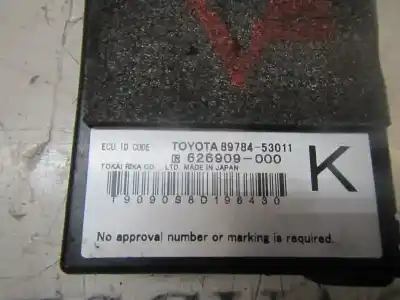 ECU ID CODE TOYOTA 89784-53011
R 626909-000
TOKAI RIKA CO., LTD. MADE IN JAPAN
K
T9090S8D196430
No approval number or marking is required.